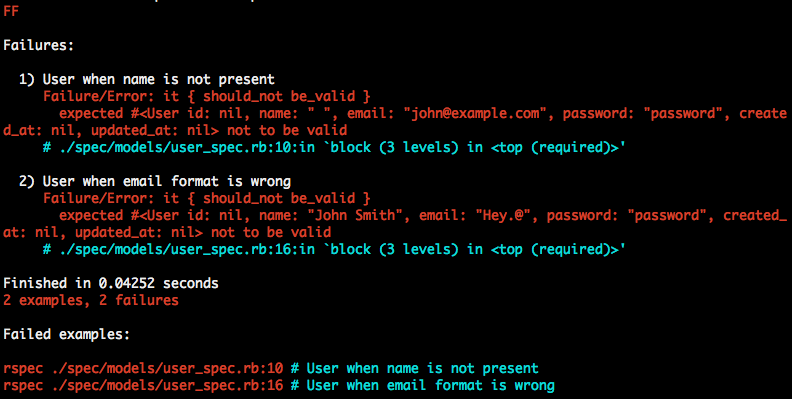 FF
Failures:
1) User when name is not present
Failure/Error: it { should_not be_valid }
expected #<User id: nil, name: " ", email: "john@example.com", password: "password", create
d_at: nil, updated_at: nil> not to be valid
# ./spec/models/user_spec.rb:10:in `block (3 levels) in <top (required)>'
2) User when email format is wrong
Failure/Error: it { should_not be_valid }
expected #<User id: nil, name: "John Smith", email: "Hey.@", password: "password", created_
at: nil, updated_at: nil> not to be valid
# ./spec/models/user_spec.rb:16:in `block (3 levels) in <top (required)>'
Finished in 0.04252 seconds
2 examples, 2 failures
Failed examples:
rspec ./spec/models/user_spec.rb:10 # User when name is not present
rspec ./spec/models/user_spec.rb:16 # User when email format is wrong